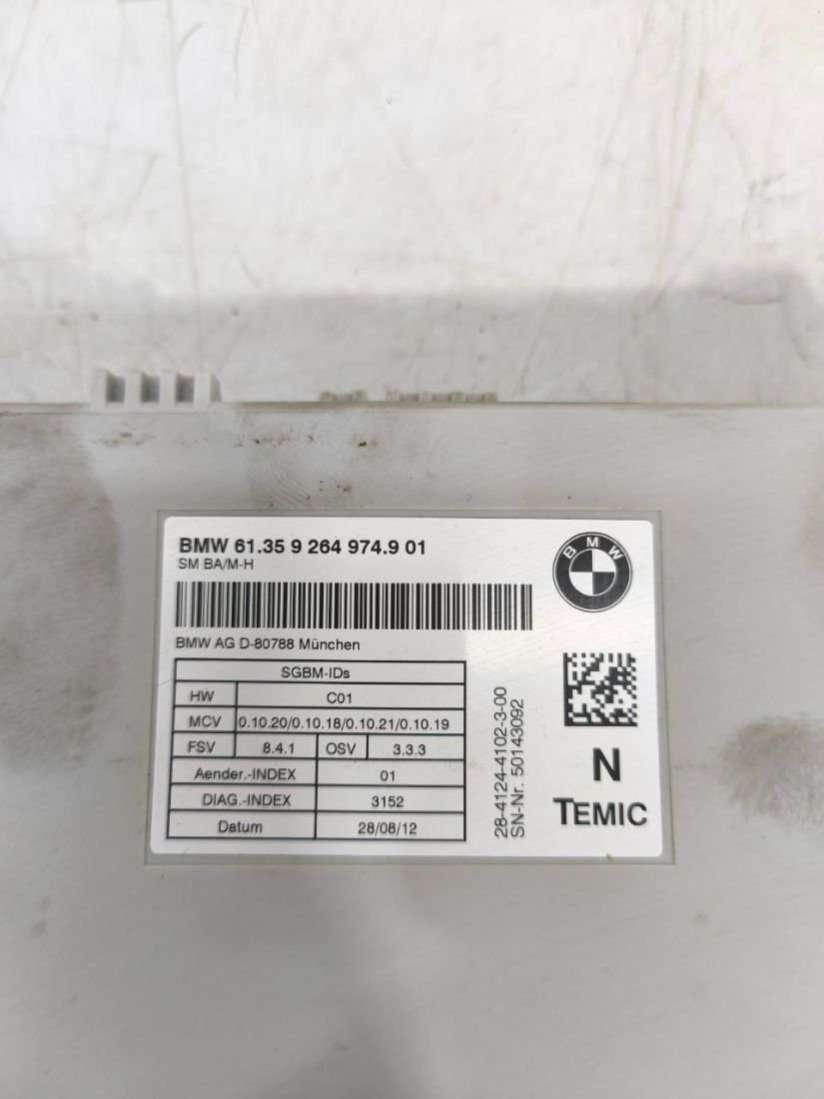 BMW 61.35 9 264 974.9 01
SM BA/M-H
BMW
BMW AG D-80788 München
SGBM-IDs
HW C01
MCV 0.10.20/0.10.18/0.10.21/0.10.19
FSV 8.4.1 OSV 3.3.3
Aender.-INDEX 01
DIAG.-INDEX 3152
Datum 28/08/12
28-4124-4102-3-00
SN-Nr. 50143092
N
TEMIC